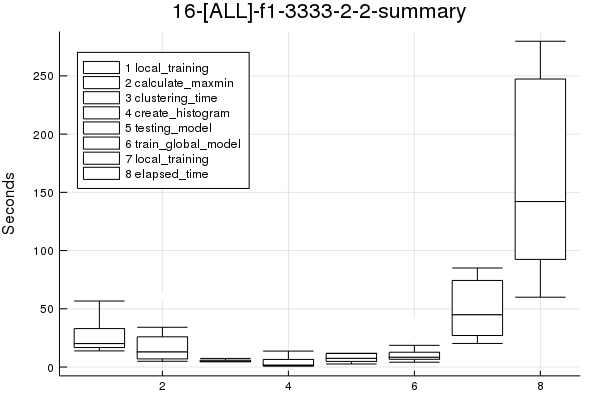 16-[ALL]-f1-3333-2-2-summary
1 local_training
2 calculate_maxmin
3 clustering_time
4 create_histogram
5 testing_model
6 train_global_model
7 local_training
8 elapsed_time
Seconds
250
200
150
100
50
0
2
4
6
8